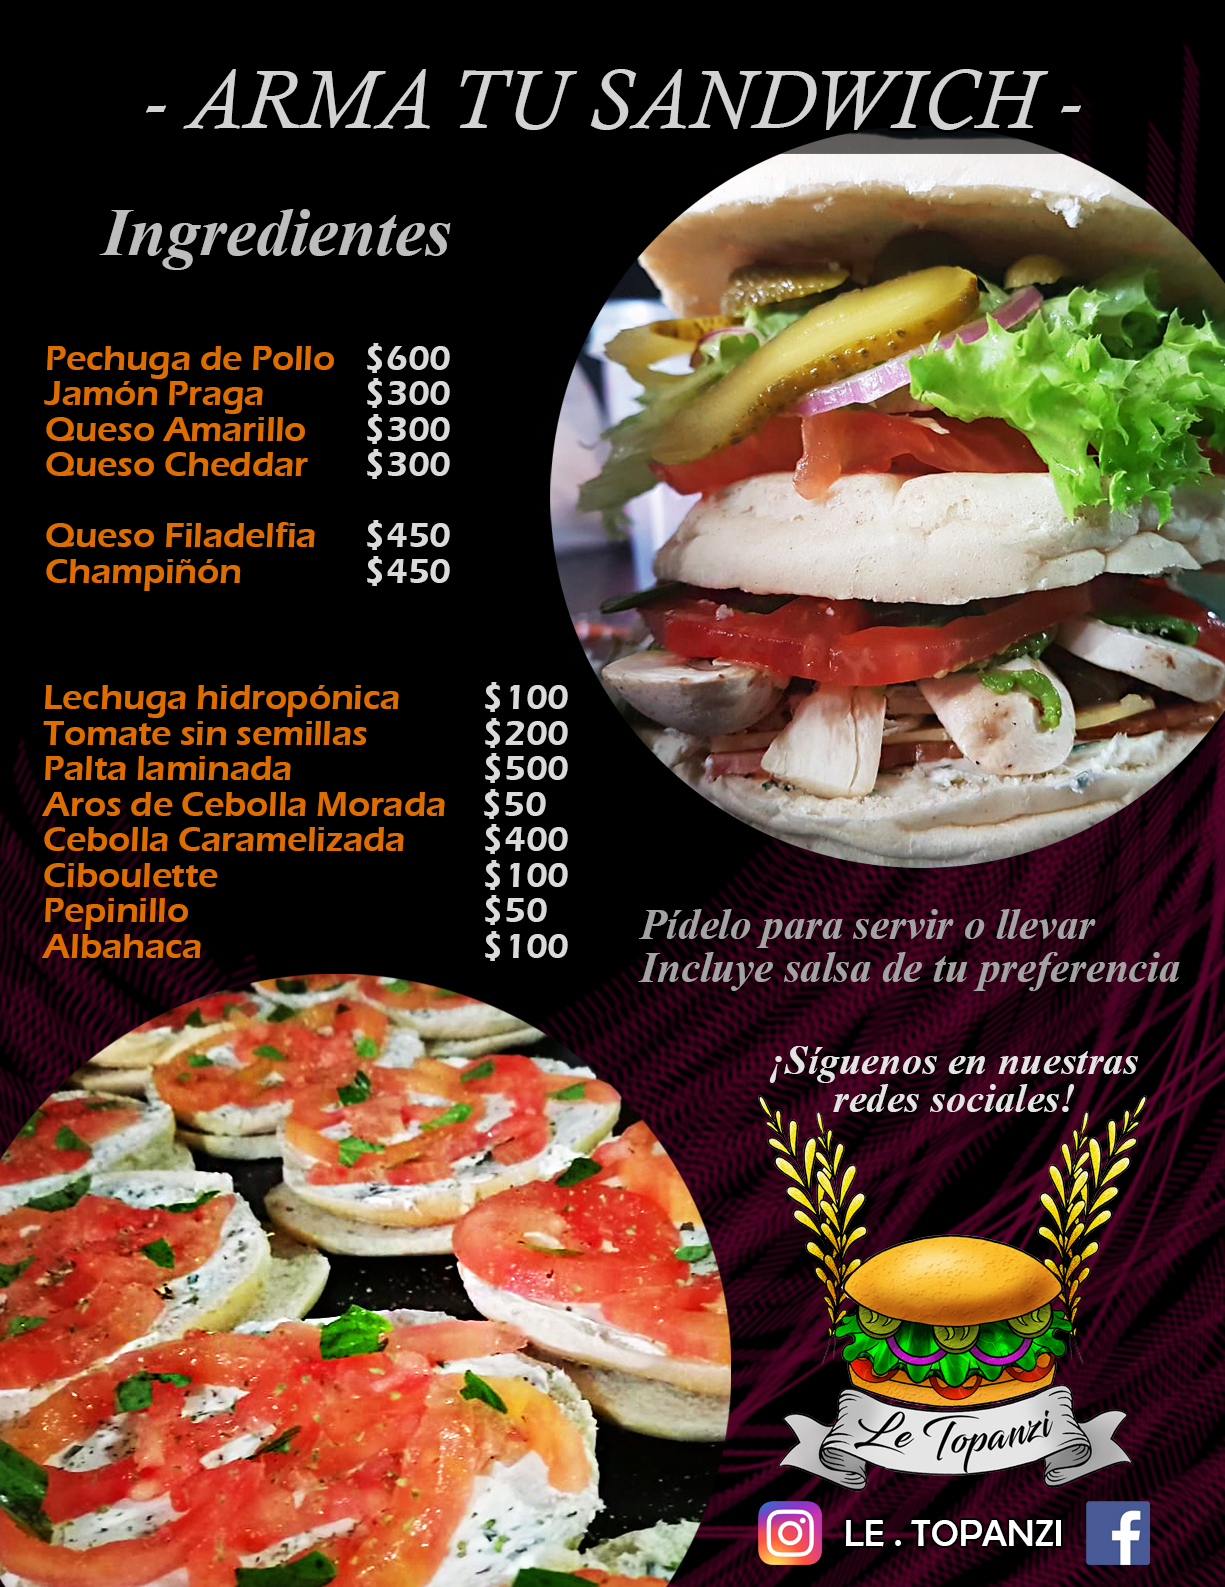 - ARMA TU SANDWICH -
Ingredientes
Pechuga de Pollo $600
Jamón Praga $300
Queso Amarillo $300
Queso Cheddar $300
Queso Filadelfia $450
Champiñón $450
Lechuga hidropónica $100
Tomate sin semillas $200
Palta laminada $500
Aros de Cebolla Morada $50
Cebolla Caramelizada $400
Ciboulette $100
Pepinillo $50
Albahaca $100
Pídelo para servir o llevar
Incluye salsa de tu preferencia
¡Síguenos en nuestras
redes sociales!
Le Topanzi
LE . TOPANZI